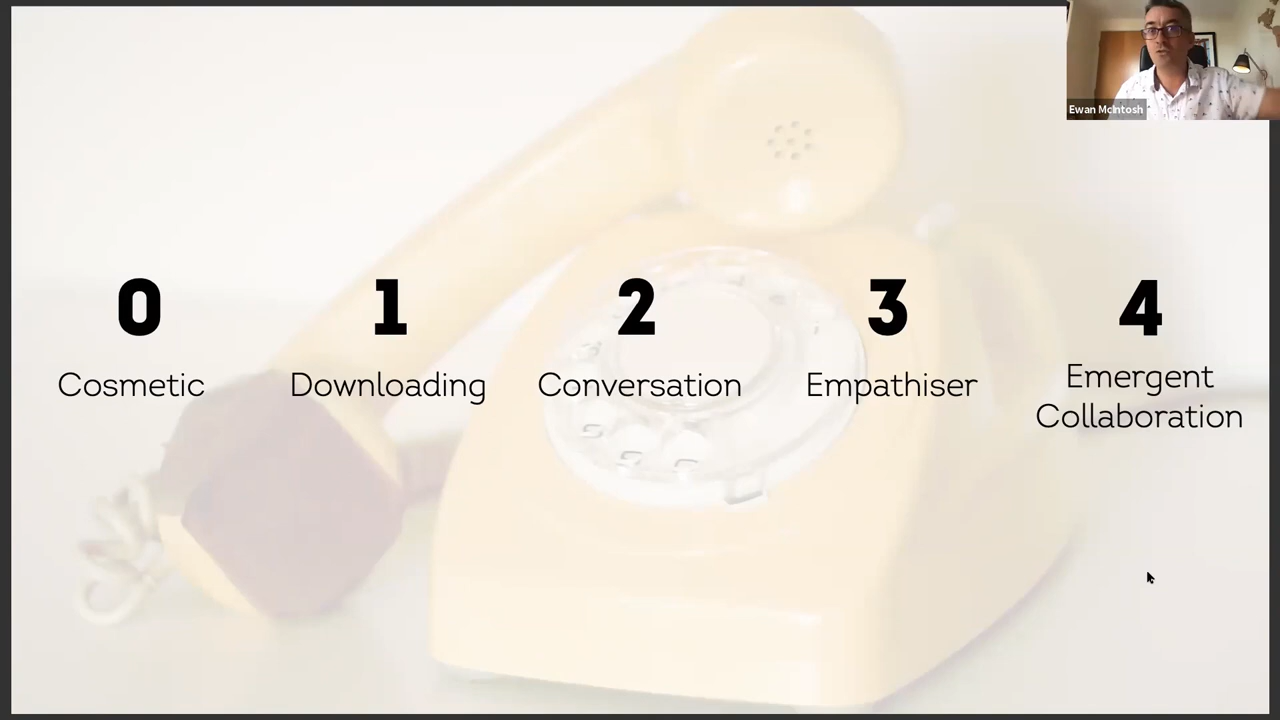 Ewan McIntosh
0
1
2
3
4
Cosmetic
Downloading
Conversation
Empathiser
Emergent
Collaboration